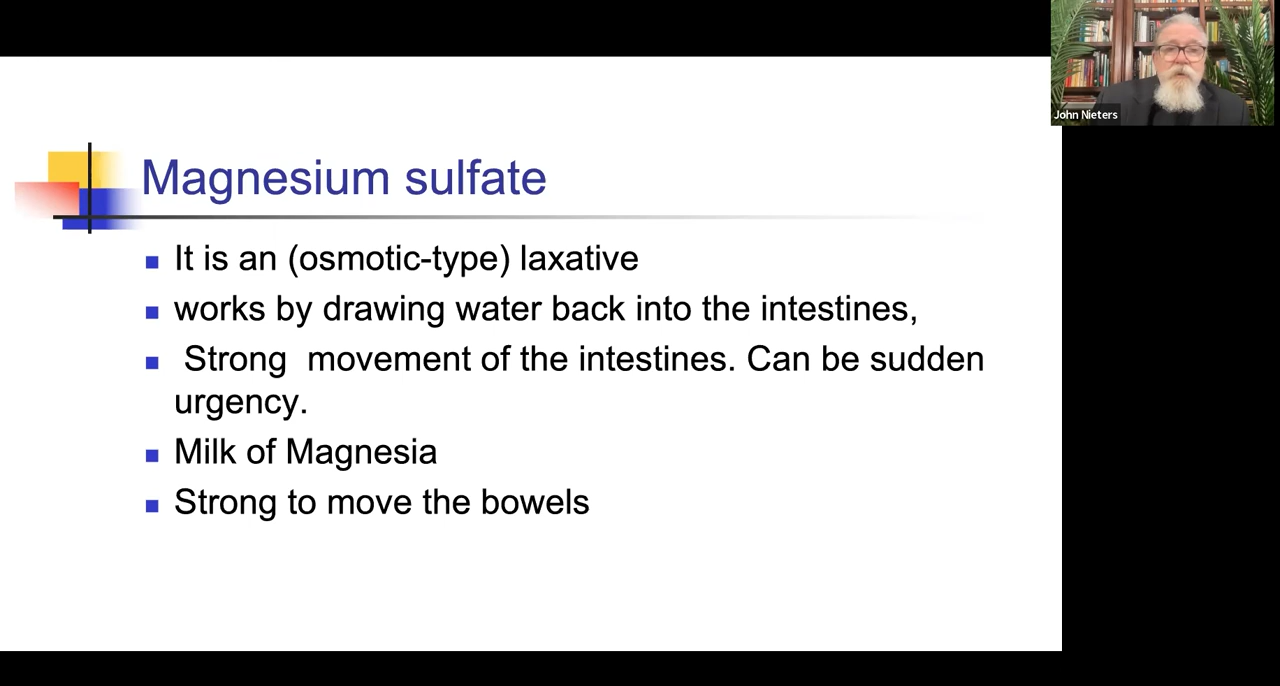 John Nieters
Magnesium sulfate
It is an (osmotic-type) laxative
works by drawing water back into the intestines,
Strong  movement of the intestines. Can be sudden
urgency.
Milk of Magnesia
Strong to move the bowels